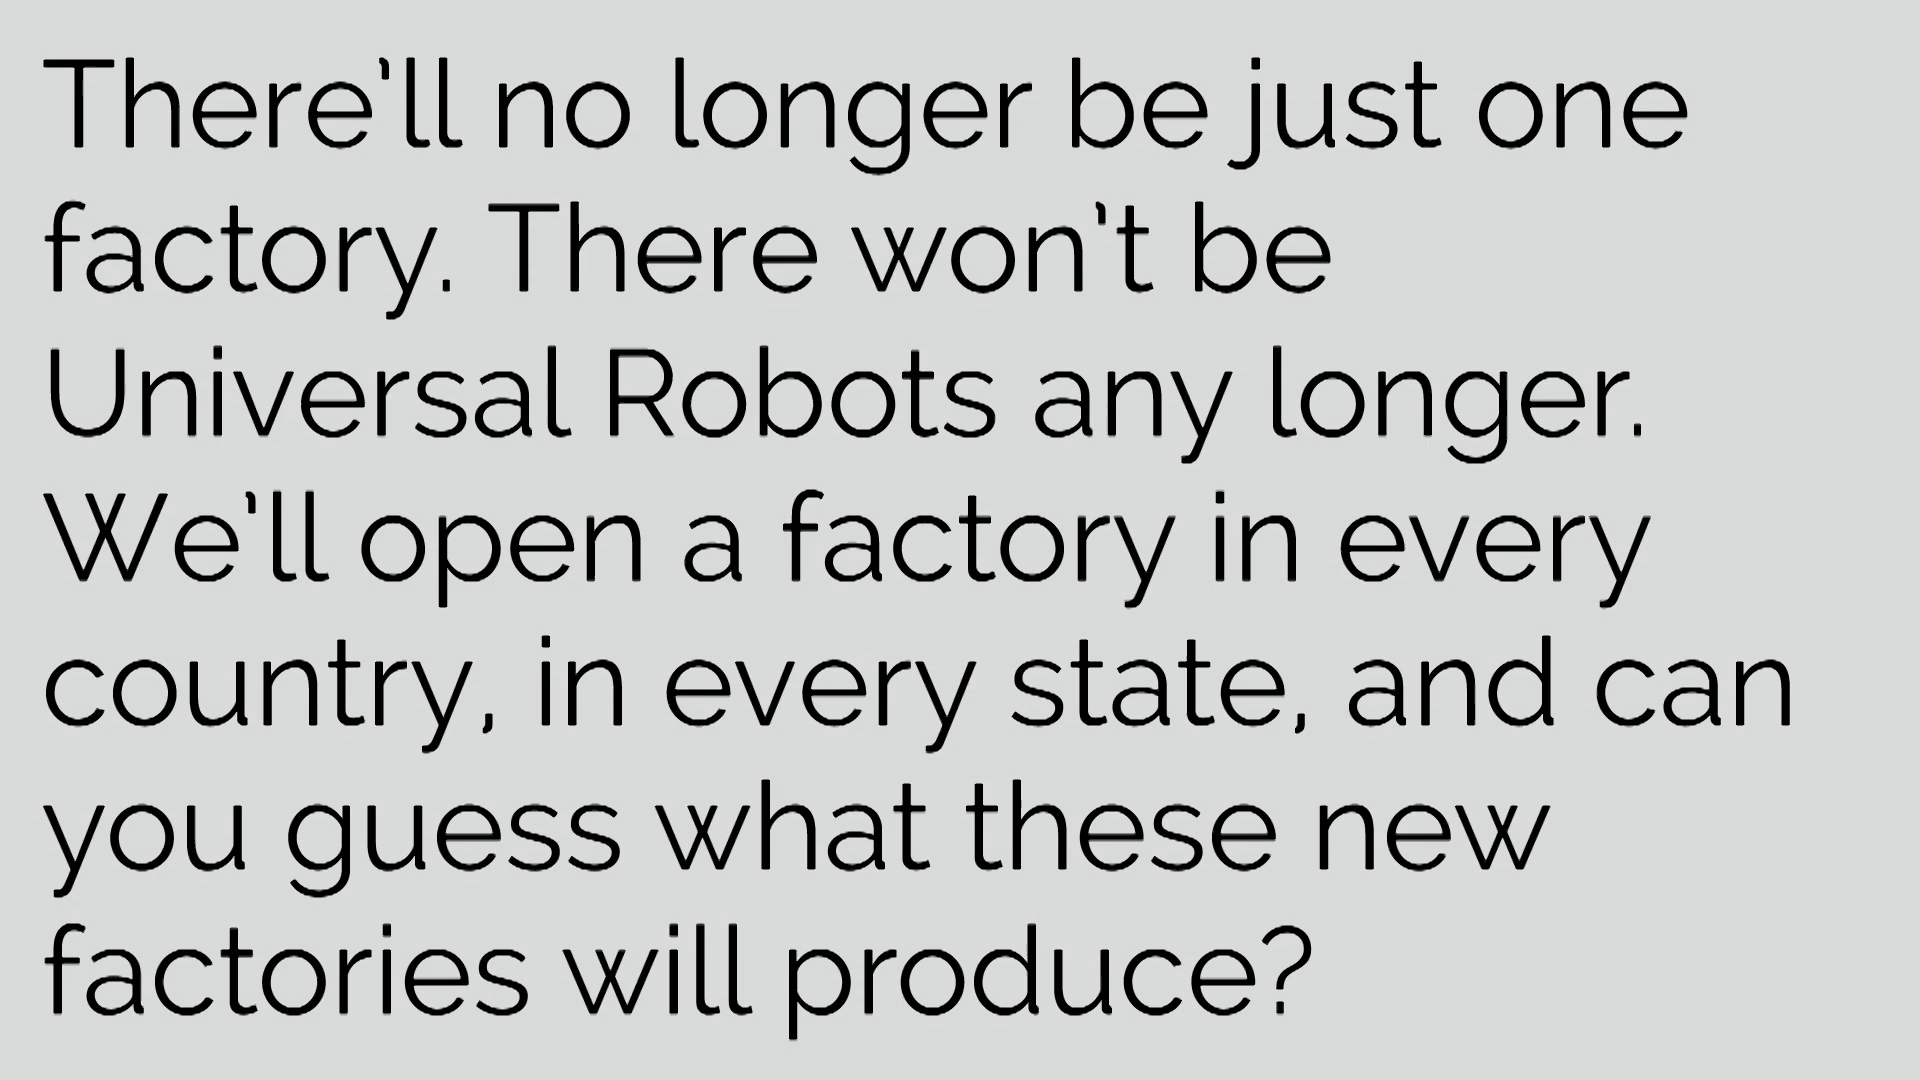 There’ll no longer be just one
factory. There won’t be
Universal Robots any longer.
We’ll open a factory in every
country, in every state, and can
you guess what these new
factories will produce?